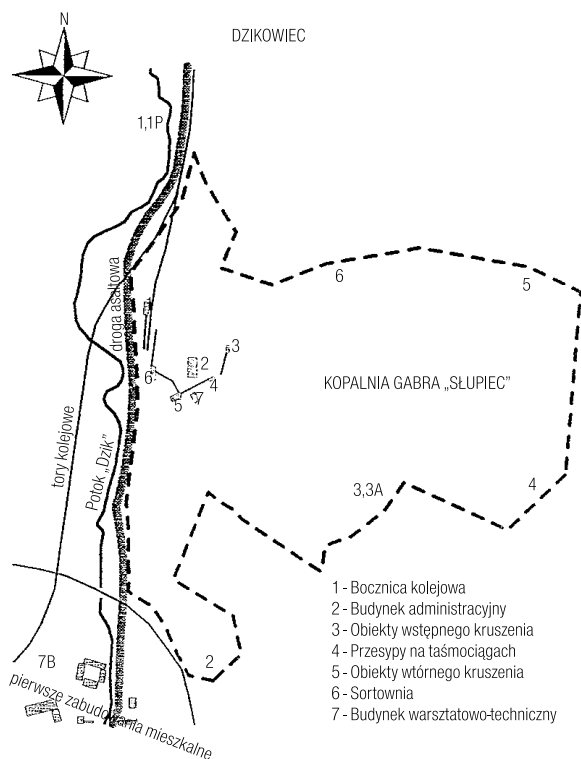 DZIKOWIEC
N
1,1P
droga asfaltowa
6
5
3
2
4
6
5
7
KOPALNIA GABRA „SŁUPIEC”
tory kolejowe
Potok „Dzik”
3,3A
4
1 - Bocznica kolejowa
2 - Budynek administracyjny
3 - Obiekty wstępnego kruszenia
4 - Przesypy na taśmociągach
5 - Obiekty wtórnego kruszenia
6 - Sortownia
7 - Budynek warsztatowo-techniczny
7B
2
pierwsze zabudowania mieszkalne